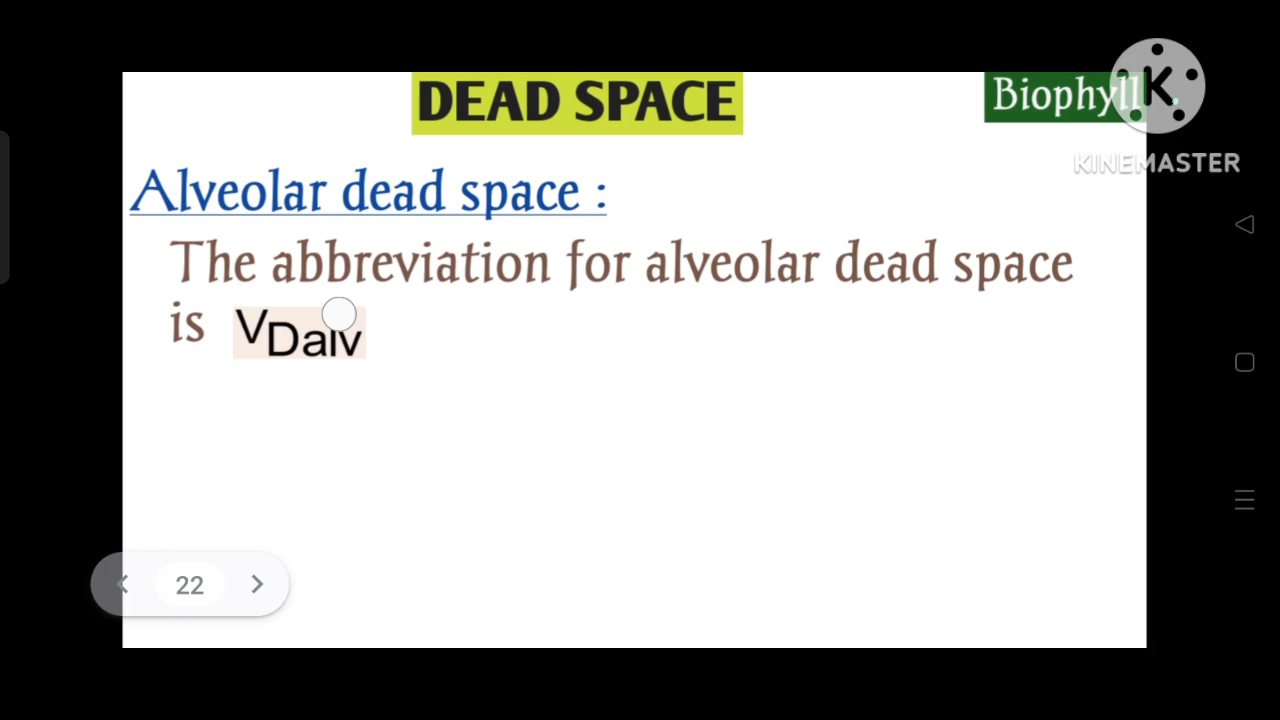 DEAD SPACE
Biophyll
KINEMASTER
Alveolar dead space :
The abbreviation for alveolar dead space
is VDalv
22